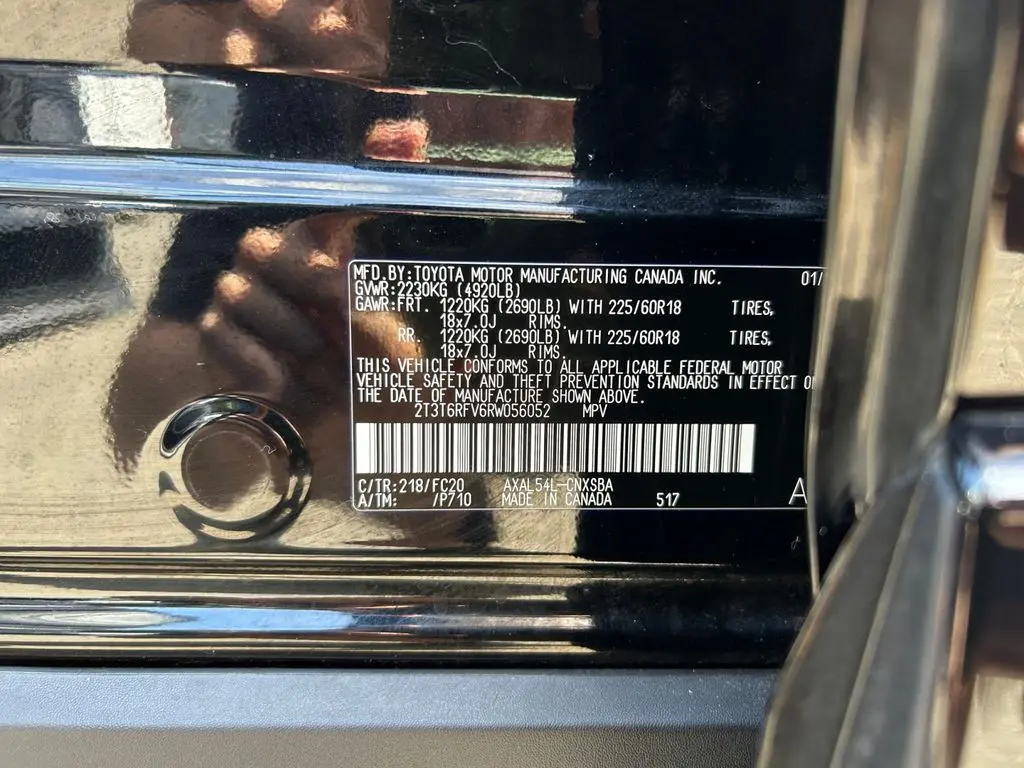 MFD.BY:TOYOTA MOTOR MANUFACTURING CANADA INC. 01/
GVWR:2230KG (4920LB)
GAWR:FRT. 1220KG (2690LB) WITH 225/60R18 TIRES,
18x7.0J RIMS.
RR. 1220KG (2690LB) WITH 225/60R18 TIRES,
18x7.0J RIMS.
THIS VEHICLE CONFORMS TO ALL APPLICABLE FEDERAL MOTOR
VEHICLE SAFETY AND THEFT PREVENTION STANDARDS IN EFFECT
THE DATE OF MANUFACTURE SHOWN ABOVE.
2T3T6RFV6RW056052 MPV
C/TR:218/FC20 AXAL54L-CNXSBA
A/TM: /P710 MADE IN CANADA 517 A